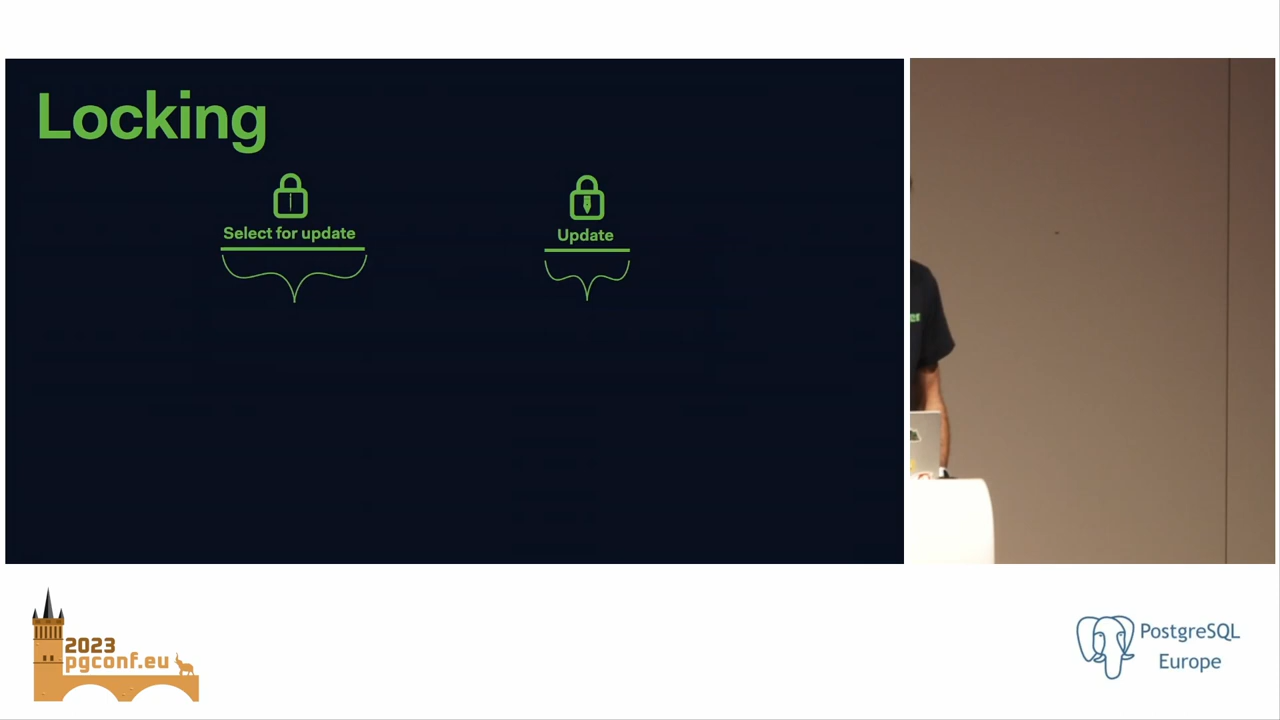 Locking
Select for update
Update
2023
pgconf.eu
PostgreSQL
Europe